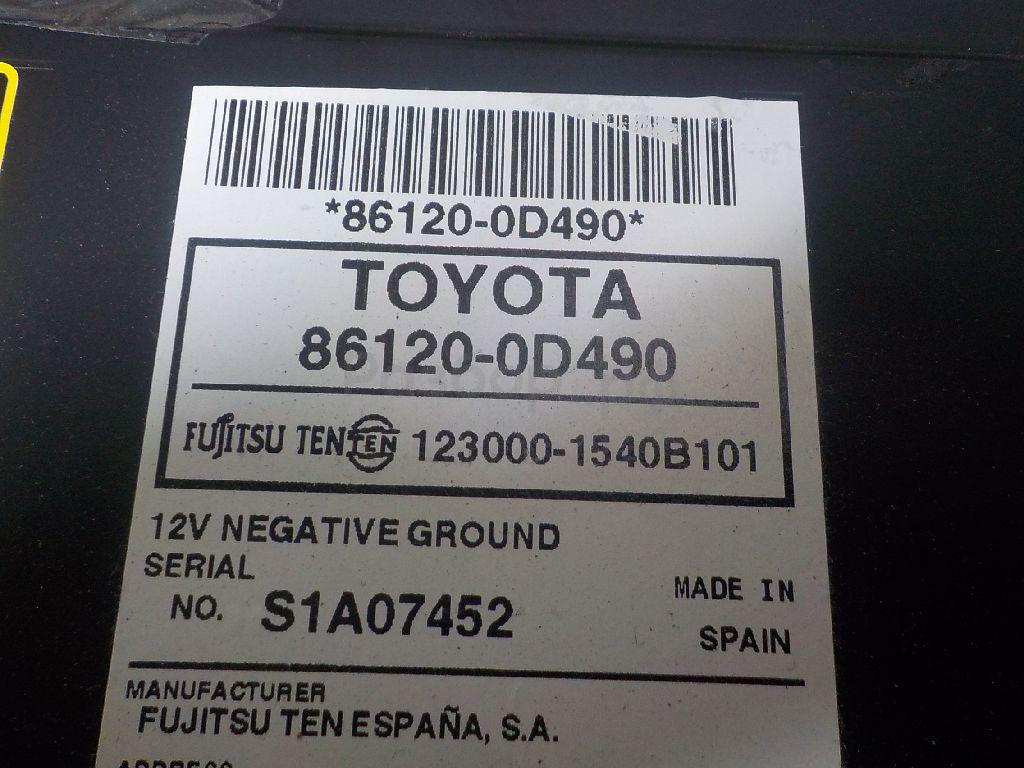 *86120-0D490*
TOYOTA
86120-0D490
FUJITSU TEN TEN 123000-1540B101
12V NEGATIVE GROUND
SERIAL
NO. S1A07452
MADE IN
SPAIN
MANUFACTURER
FUJITSU TEN ESPAÑA, S.A.